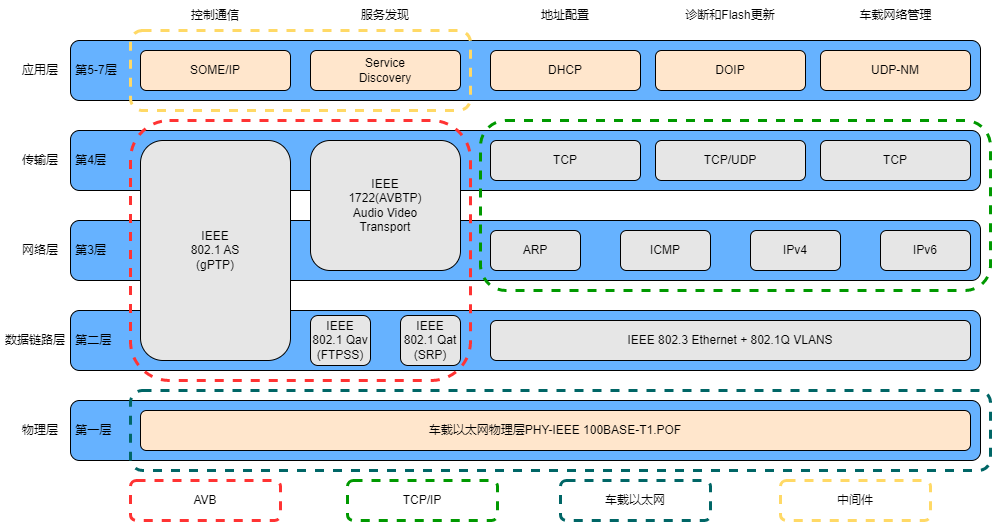 控制通信
服务发现
地址配置
诊断和Flash更新
车载网络管理
应用层
第5-7层
SOME/IP
Service
Discovery
DHCP
DOIP
UDP-NM
传输层
第4层
IEEE
802.1 AS
(gPTP)
IEEE
1722(AVBTP)
Audio Video
Transport
TCP
TCP/UDP
TCP
网络层
第3层
ARP
ICMP
IPv4
IPv6
数据链路层
第二层
IEEE
802.1 Qav
(FTPSS)
IEEE
802.1 Qat
(SRP)
IEEE 802.3 Ethernet + 802.1Q VLANS
物理层
第一层
车载以太网物理层PHY-IEEE 100BASE-T1.POF
AVB
TCP/IP
车载以太网
中间件